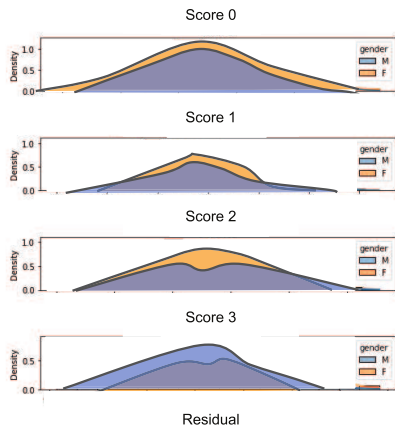 Score 0
1.0
0.5
0.0
Density
gender
M
F
Score 1
1.0
0.5
0.0
Density
gender
M
F
Score 2
1.0
0.5
0.0
Density
gender
M
F
Score 3
0.5
0.0
Density
gender
M
F
Residual